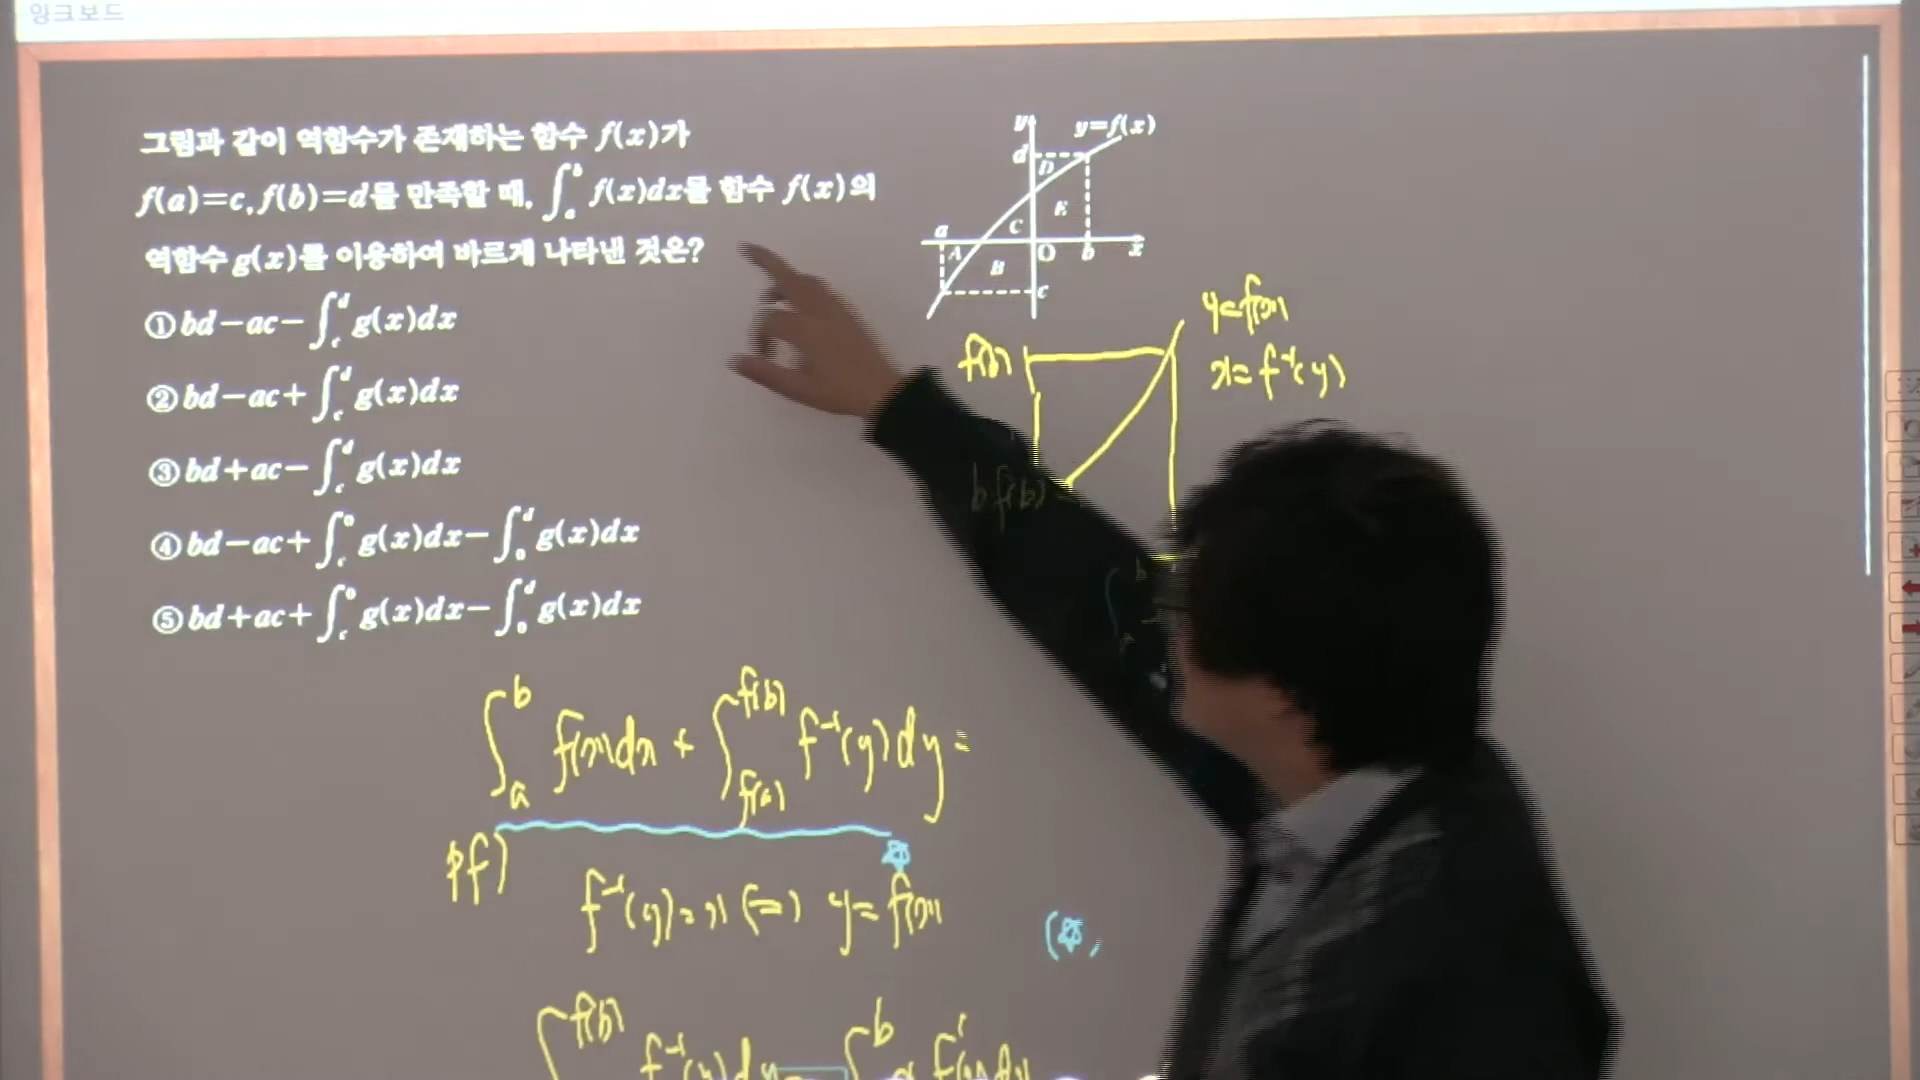 잉크보드
그림과 같이 역함수가 존재하는 함수 f(x)가
f(a)=c, f(b)=d를 만족할 때, ∫_a^b f(x)dx를 함수 f(x)의
역함수 g(x)를 이용하여 바르게 나타낸 것은?
① bd-ac-∫_c^d g(x)dx
② bd-ac+∫_c^d g(x)dx
③ bd+ac-∫_c^d g(x)dx
④ bd-ac+∫_c^0 g(x)dx-∫_0^d g(x)dx
⑤ bd+ac+∫_c^0 g(x)dx-∫_0^d g(x)dx
y y=f(x)
d D
C E
a
A O b x
B
c
y=f(x)
f(b) x=f⁻¹(y)
b f(b)
b
a
∫_a^b f(x)dx + ∫_{f(a)}^{f(b)} f⁻¹(y)dy =
pf)
f⁻¹(y)=x (=) y=f(x)
∫^{f(b)} f⁻¹(y)dy = ∫^b x f'(x)dx